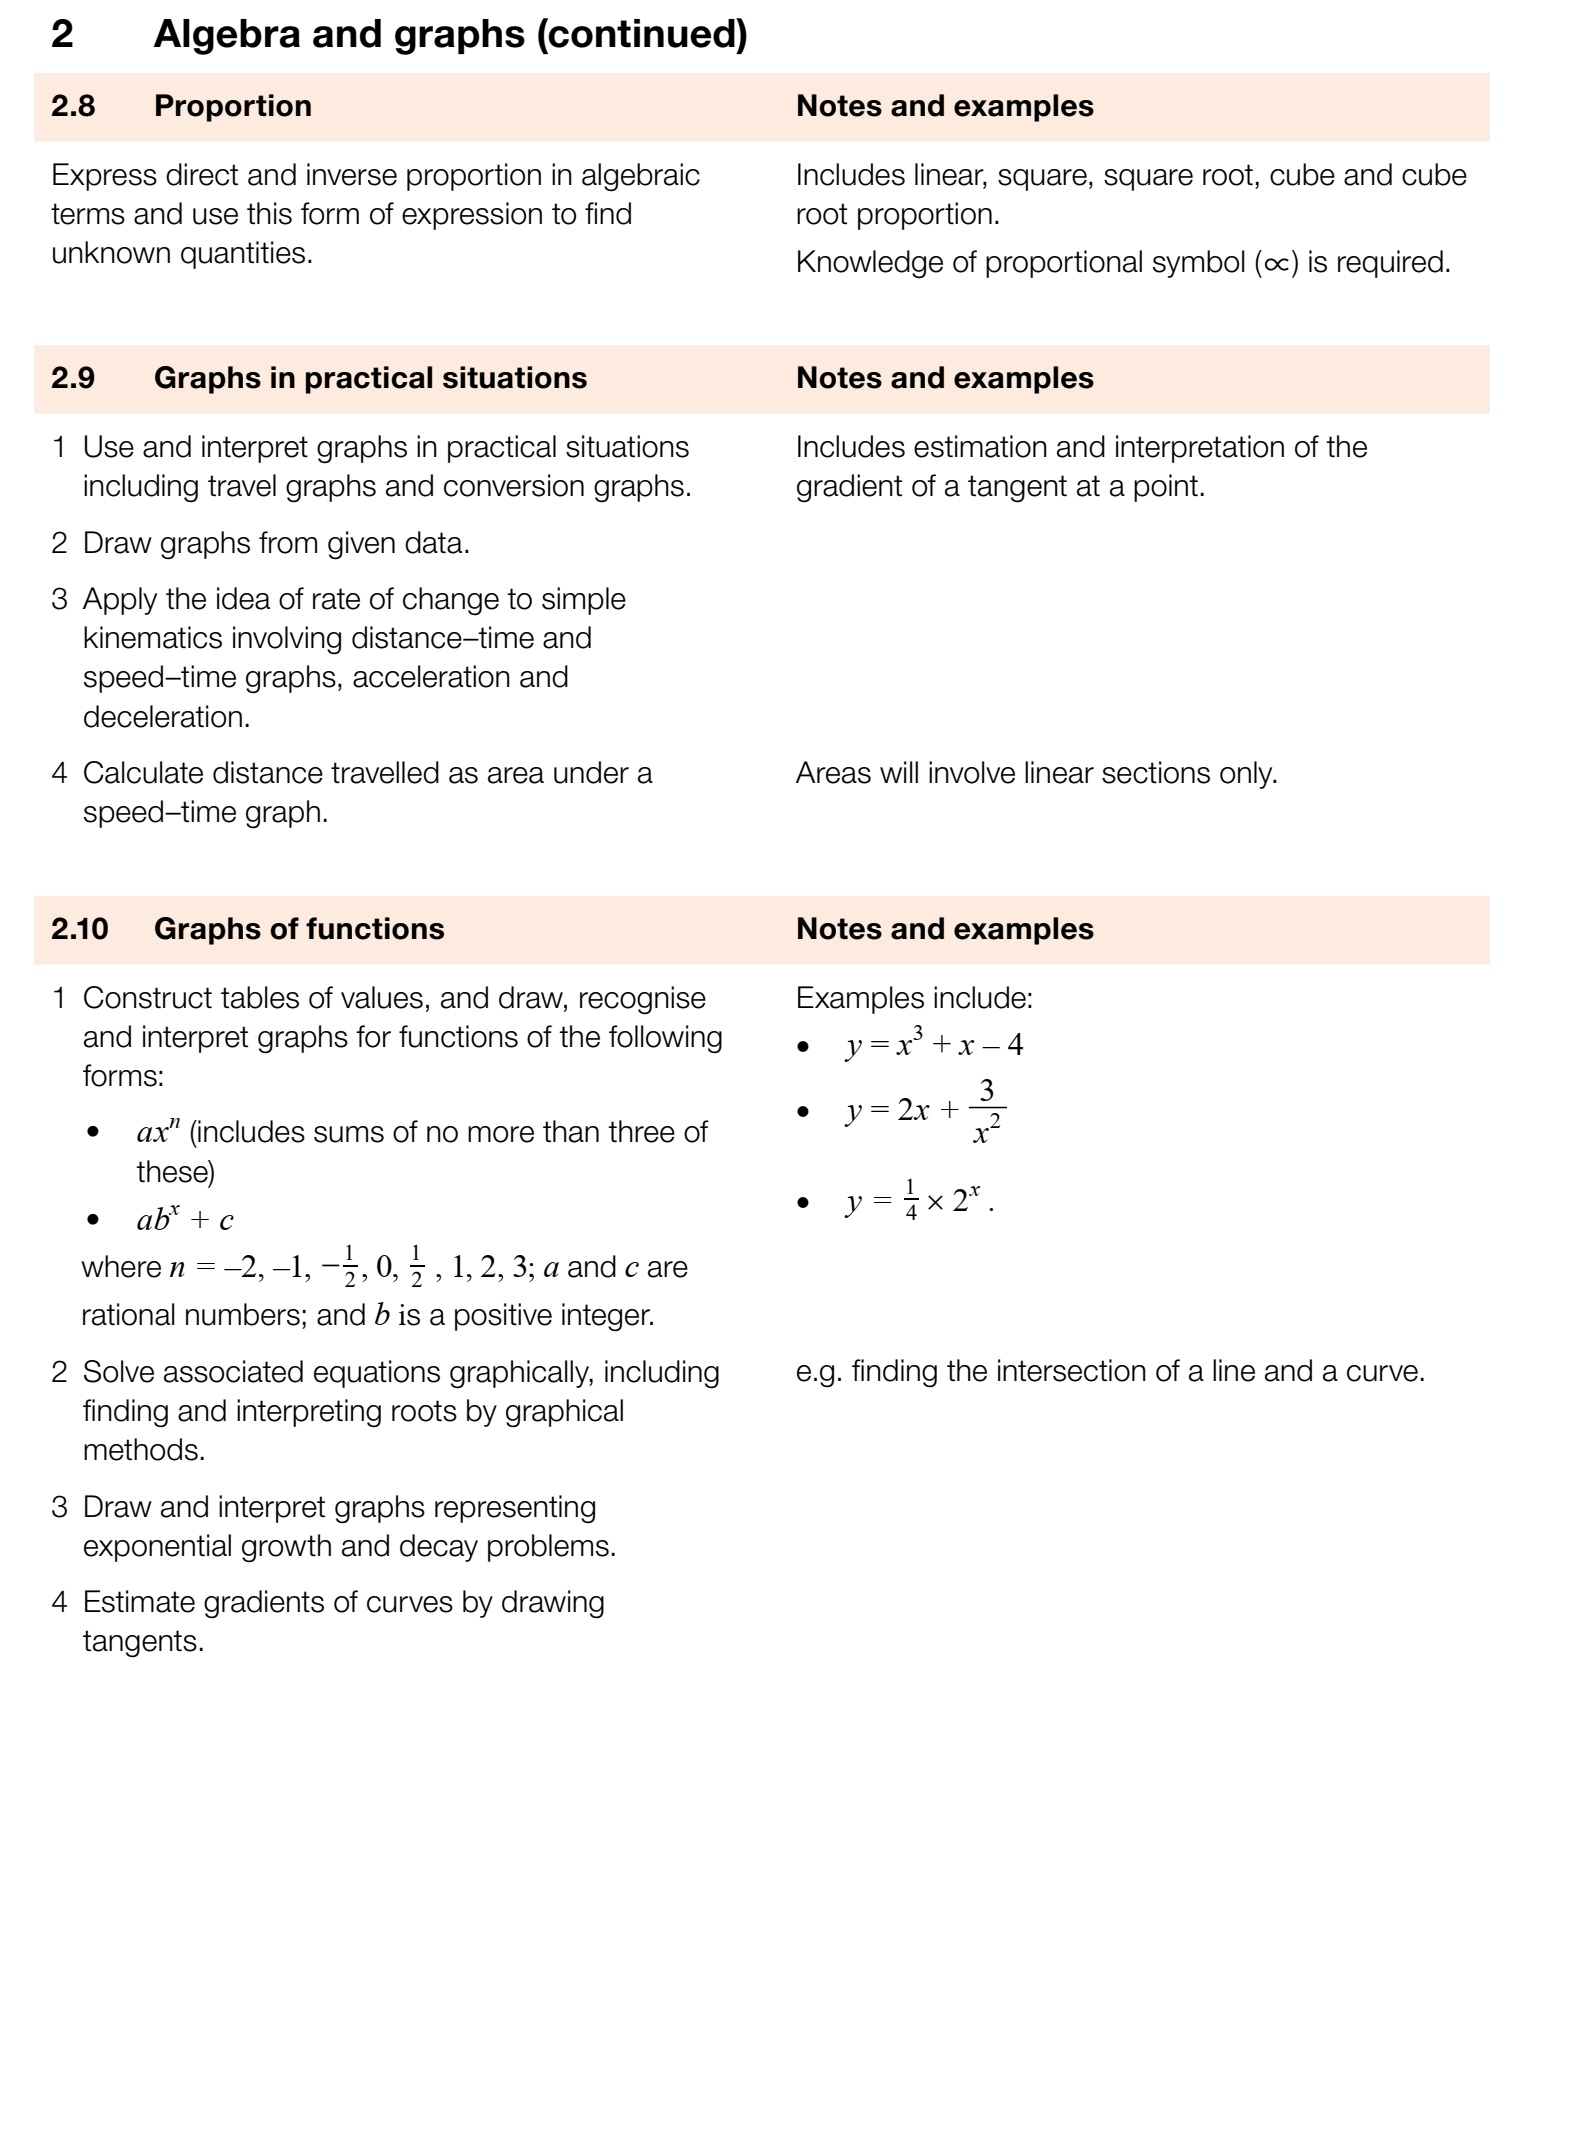 2 Algebra and graphs (continued)
2.8 Proportion Notes and examples
Express direct and inverse proportion in algebraic
terms and use this form of expression to find
unknown quantities.
Includes linear, square, square root, cube and cube
root proportion.
Knowledge of proportional symbol (∝) is required.
2.9 Graphs in practical situations Notes and examples
1 Use and interpret graphs in practical situations
including travel graphs and conversion graphs.
Includes estimation and interpretation of the
gradient of a tangent at a point.
2 Draw graphs from given data.
3 Apply the idea of rate of change to simple
kinematics involving distance–time and
speed–time graphs, acceleration and
deceleration.
4 Calculate distance travelled as area under a
speed–time graph.
Areas will involve linear sections only.
2.10 Graphs of functions Notes and examples
1 Construct tables of values, and draw, recognise
and interpret graphs for functions of the following
forms:
• axⁿ (includes sums of no more than three of
these)
• abˣ + c
where n = –2, –1, −1/2, 0, 1/2 , 1, 2, 3; a and c are
rational numbers; and b is a positive integer.
Examples include:
• y = x³ + x – 4
• y = 2x + 3/x²
• y = 1/4 × 2ˣ .
2 Solve associated equations graphically, including
finding and interpreting roots by graphical
methods.
e.g. finding the intersection of a line and a curve.
3 Draw and interpret graphs representing
exponential growth and decay problems.
4 Estimate gradients of curves by drawing
tangents.